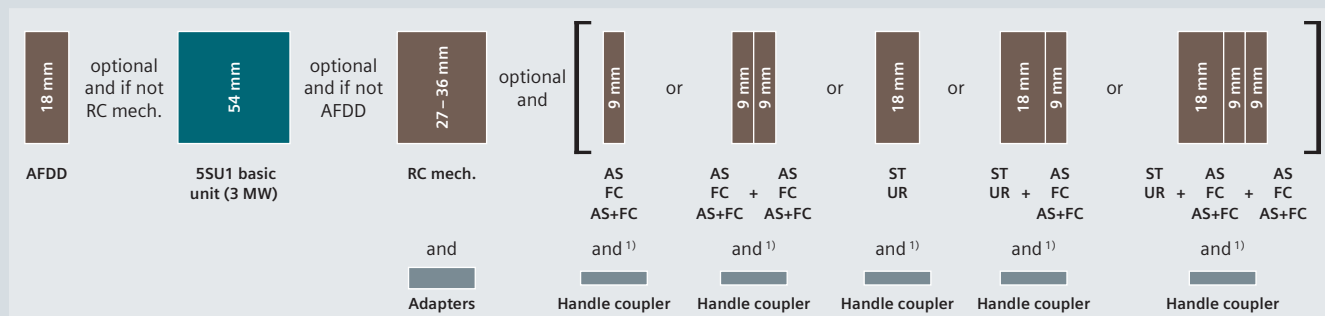 18 mm
optional
and if not
RC mech.
54 mm
optional
and if not
AFDD
27 – 36 mm
optional
and
9 mm
or
9 mm
9 mm
or
18 mm
or
18 mm
9 mm
or
18 mm
9 mm
9 mm
AFDD
5SU1 basic
unit (3 MW)
RC mech.
AS
FC
AS+FC
AS
FC +
AS+FC
AS
FC
AS+FC
ST
UR
ST
UR +
AS
FC
AS+FC
ST
UR +
AS
FC +
AS+FC
AS
FC
AS+FC
and
and 1)
and 1)
and 1)
and 1)
and 1)
Adapters
Handle coupler
Handle coupler
Handle coupler
Handle coupler
Handle coupler